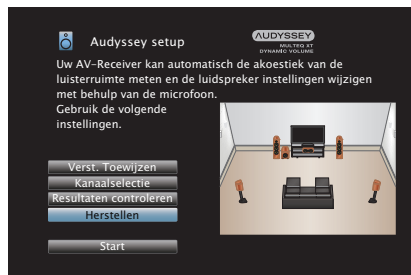 Audyssey setup
AUDYSSEY
MULTEQ XT
DYNAMIC VOLUME
Uw AV-Receiver kan automatisch de akoestiek van de
luisterruimte meten en de luidspreker instellingen wijzigen
met behulp van de microfoon.
Gebruik de volgende
instellingen.
Verst. Toewijzen
Kanaalselectie
Resultaten controleren
Herstellen
Start